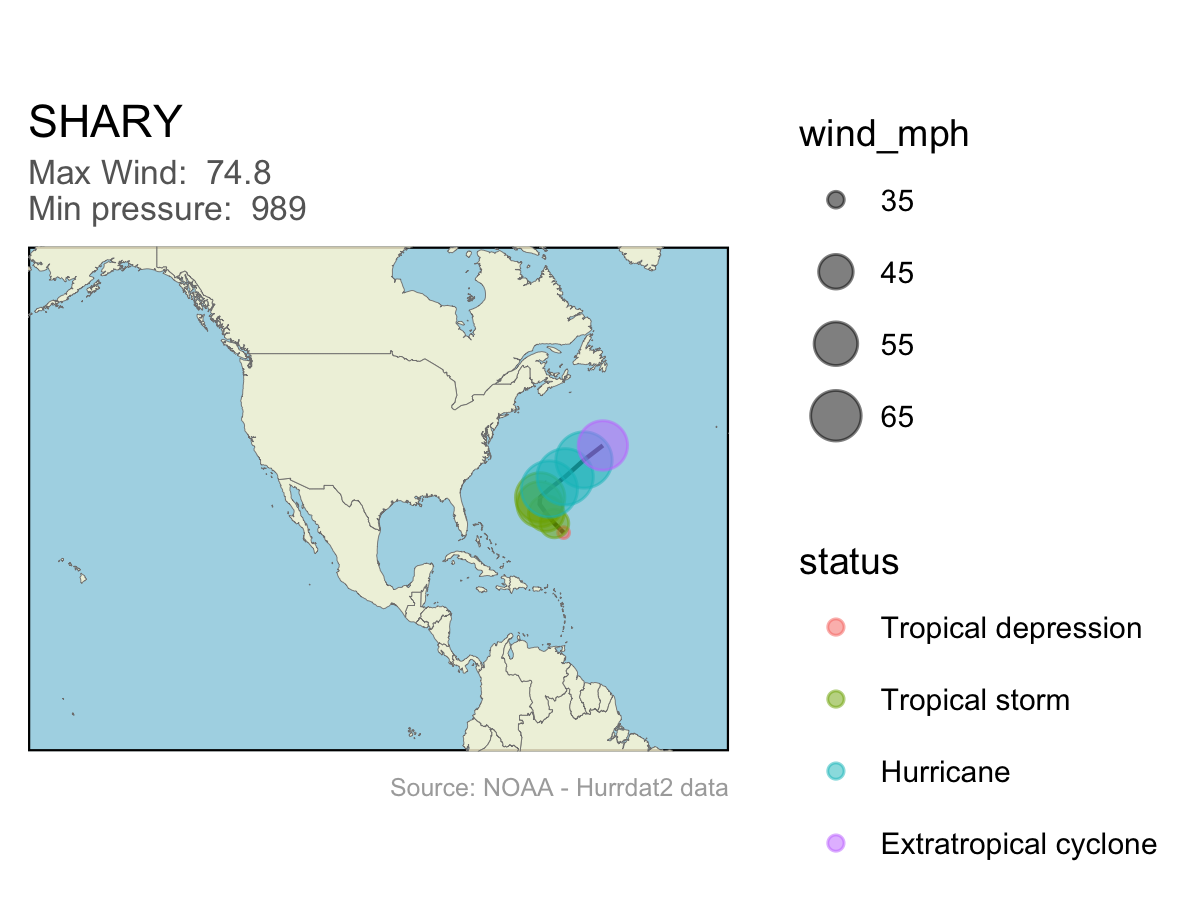 SHARY
Max Wind:  74.8
Min pressure:  989
wind_mph
35
45
55
65
status
Tropical depression
Tropical storm
Hurricane
Extratropical cyclone
Source: NOAA - Hurrdat2 data